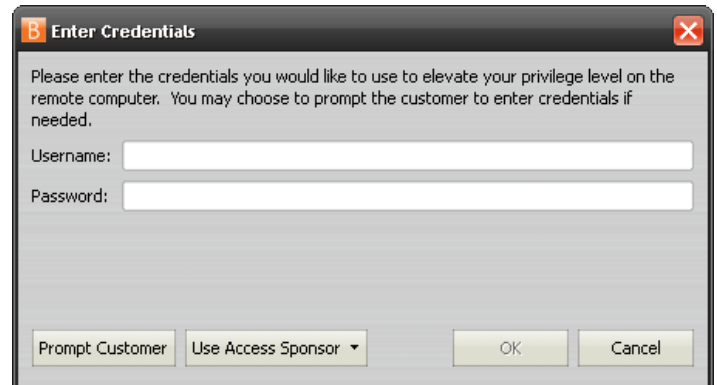 B Enter Credentials
Please enter the credentials you would like to use to elevate your privilege level on the
remote computer.  You may choose to prompt the customer to enter credentials if
needed.
Username:
Password:
Prompt Customer Use Access Sponsor OK Cancel